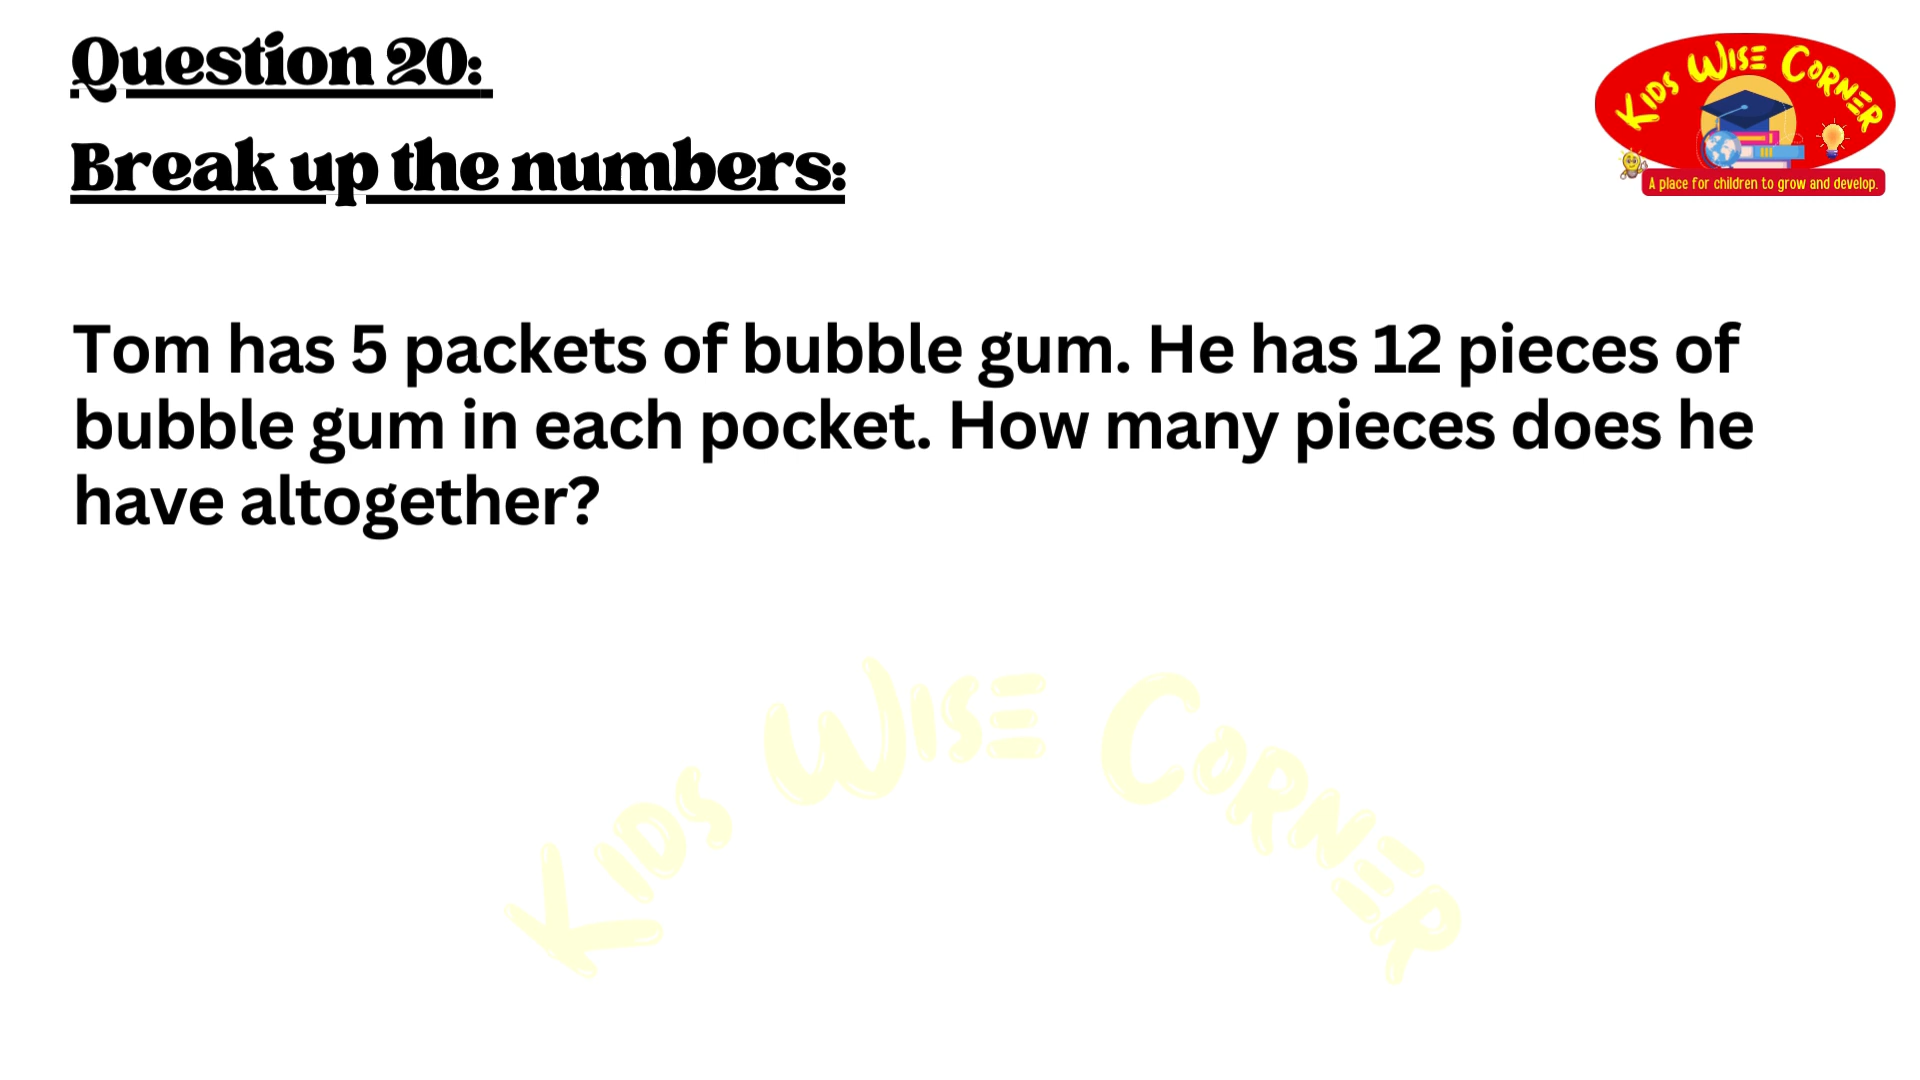 Question 20:
Break up the numbers:
Kids Wise Corner
A place for children to grow and develop.
Tom has 5 packets of bubble gum. He has 12 pieces of
bubble gum in each pocket. How many pieces does he
have altogether?
Kids Wise Corner